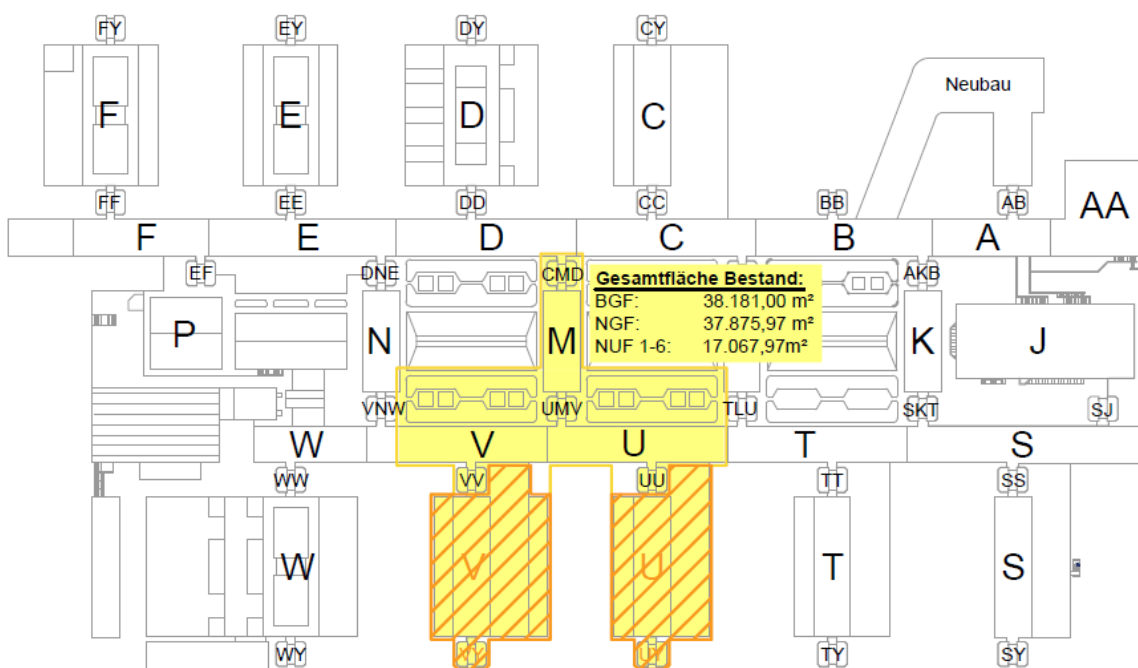 FY EY DY CY
Neubau
F E D C
FF EE DD CC BB AB
AA
F E D C B A
EF DNE CMD AKB
Gesamtfläche Bestand:
BGF: 38.181,00 m²
NGF: 37.875,97 m²
NUF 1-6: 17.067,97m²
P N M K J
VNW UMV TLU SKT SJ
W V U T S
WW VV UU TT SS
W V U T S
WY VY UY TY SY